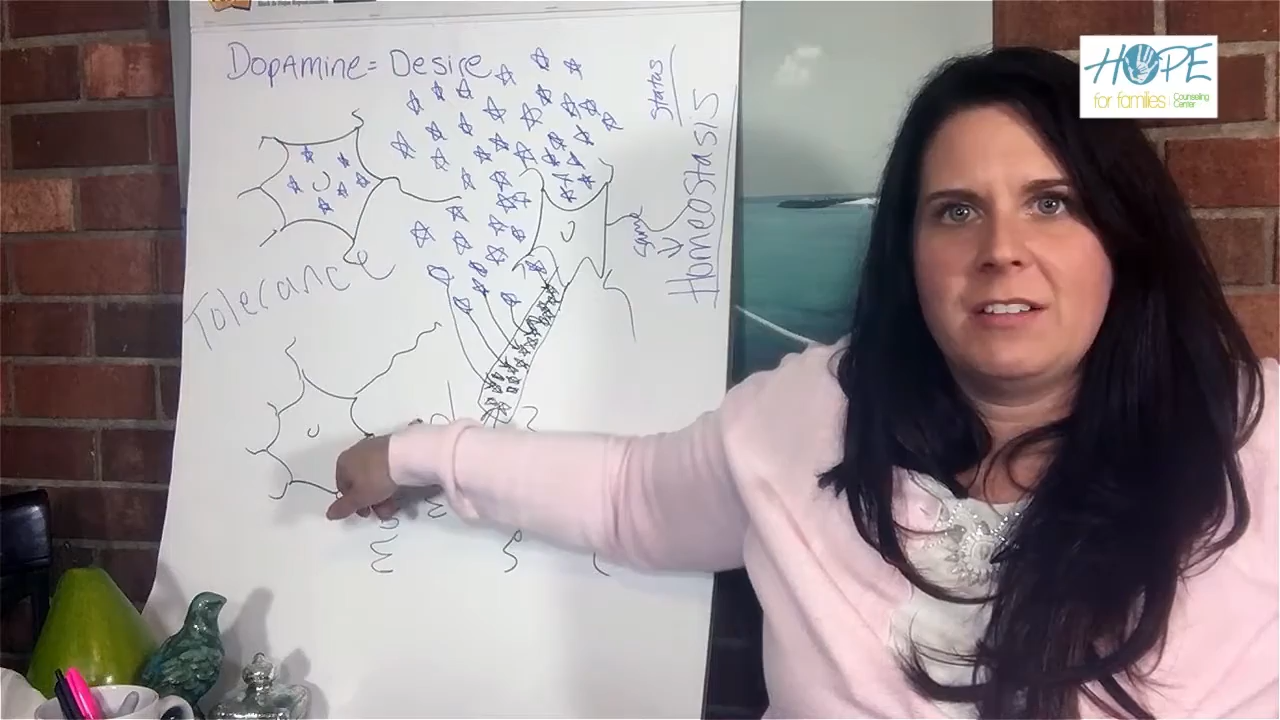 Dopamine = Desire
Status
Homeostasis
same
Tolerance
HOPE
for families
Counseling
Center